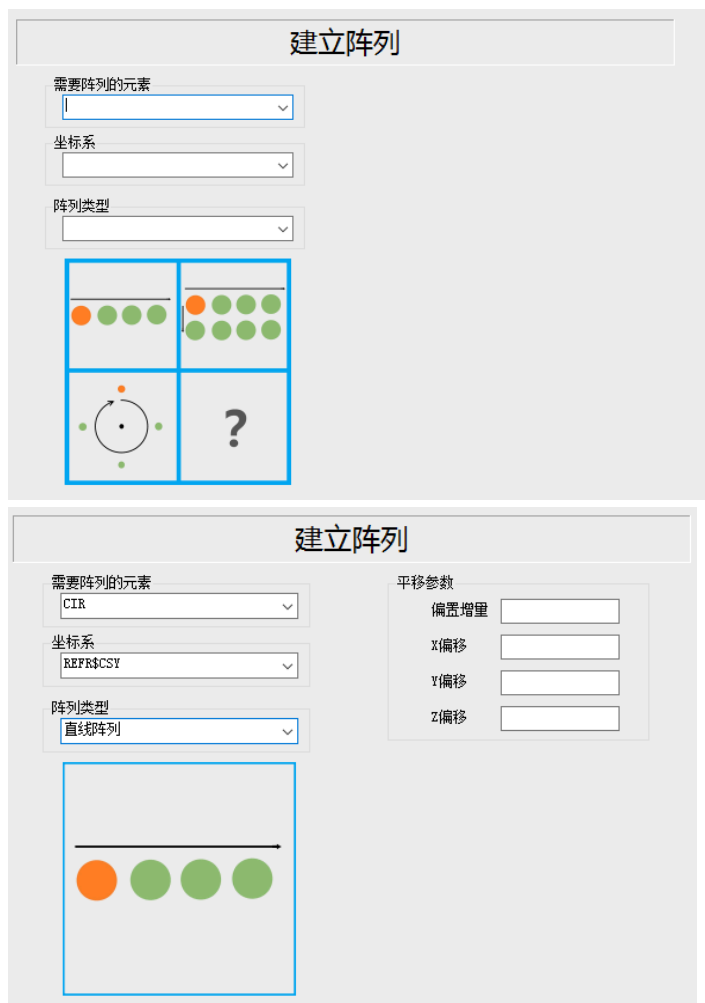 建立阵列
需要阵列的元素
坐标系
阵列类型
?
建立阵列
需要阵列的元素
CIR
坐标系
REFR$CSY
阵列类型
直线阵列
平移参数
偏置增量
X偏移
Y偏移
Z偏移